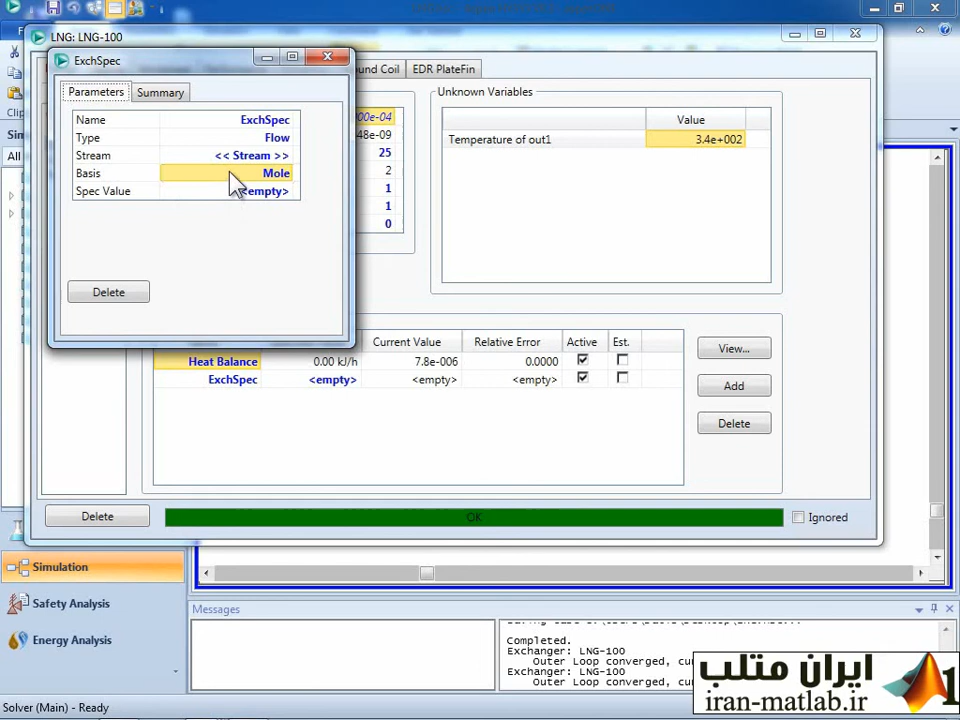 LNG: LNG-100
ExchSpec
Parameters
Summary
Name ExchSpec
Type Flow
Stream << Stream >>
Basis Mole
Spec Value <empty>
Delete
EDR PlateFin
25
2
1
1
0
Unknown Variables
Value
Temperature of out1 3.4e+002
Current Value Relative Error Active Est.
Heat Balance 0.00 kJ/h 7.8e-006 0.0000
ExchSpec <empty> <empty> <empty>
View...
Add
Delete
Delete
OK
Ignored
Simulation
Safety Analysis
Energy Analysis
Messages
Completed.
Exchanger: LNG-100
Outer Loop converged,
Exchanger: LNG-100
Outer Loop converged,
Solver (Main) - Ready
ایران متلب
iran-matlab.ir